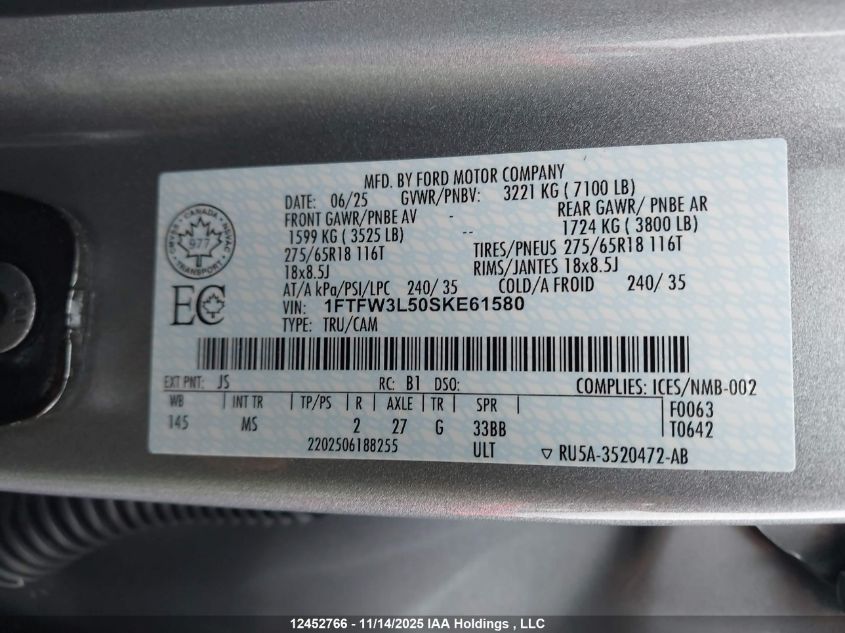 MFD. BY FORD MOTOR COMPANY
DATE: 06/25 GVWR/PNBV: 3221 KG ( 7100 LB)
FRONT GAWR/PNBE AV - REAR GAWR/ PNBE AR
1599 KG ( 3525 LB) -- 1724 KG ( 3800 LB)
275/65R18 116T TIRES/PNEUS 275/65R18 116T
18x8.5J RIMS/JANTES 18x8.5J
AT/A kPa/PSI/LPC 240/ 35 COLD/A FROID 240/ 35
VIN: 1FTFW3L50SKE61580
TYPE: TRU/CAM
CANADA
977
TRANSPORT
EC
EXT PNT: JS RC: B1 DSO: COMPLIES: ICES/NMB-002
WB INT TR TP/PS R AXLE TR SPR F0063
145 MS 2 27 G 33BB T0642
2202506188255 ULT ▽ RU5A-3520472-AB
12452766 - 11/14/2025 IAA Holdings , LLC